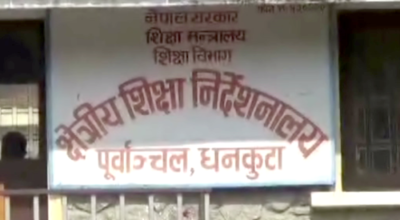 नेपाल सरकार
शिक्षा मन्त्रालय
शिक्षा विभाग
क्षेत्रीय शिक्षा निर्देशनालय
पूर्वाञ्चल, धनकुटा